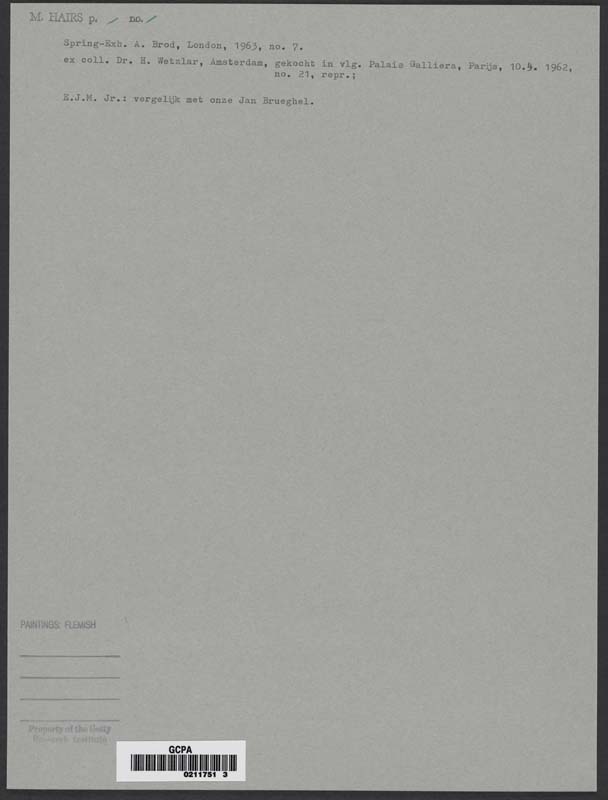 M. HAIRS p. / no. /
Spring-Exh. A. Brod, London, 1963, no. 7.
ex coll. Dr. H. Wetzlar, Amsterdam, gekocht in vlg. Palais Galliera, Parijs, 10.4. 1962,
no. 21, repr.;
E.J.M. Jr.: vergelijk met onze Jan Brueghel.
PAINTINGS: FLEMISH
Property of the Getty
Research Institute
GCPA
0211751 3